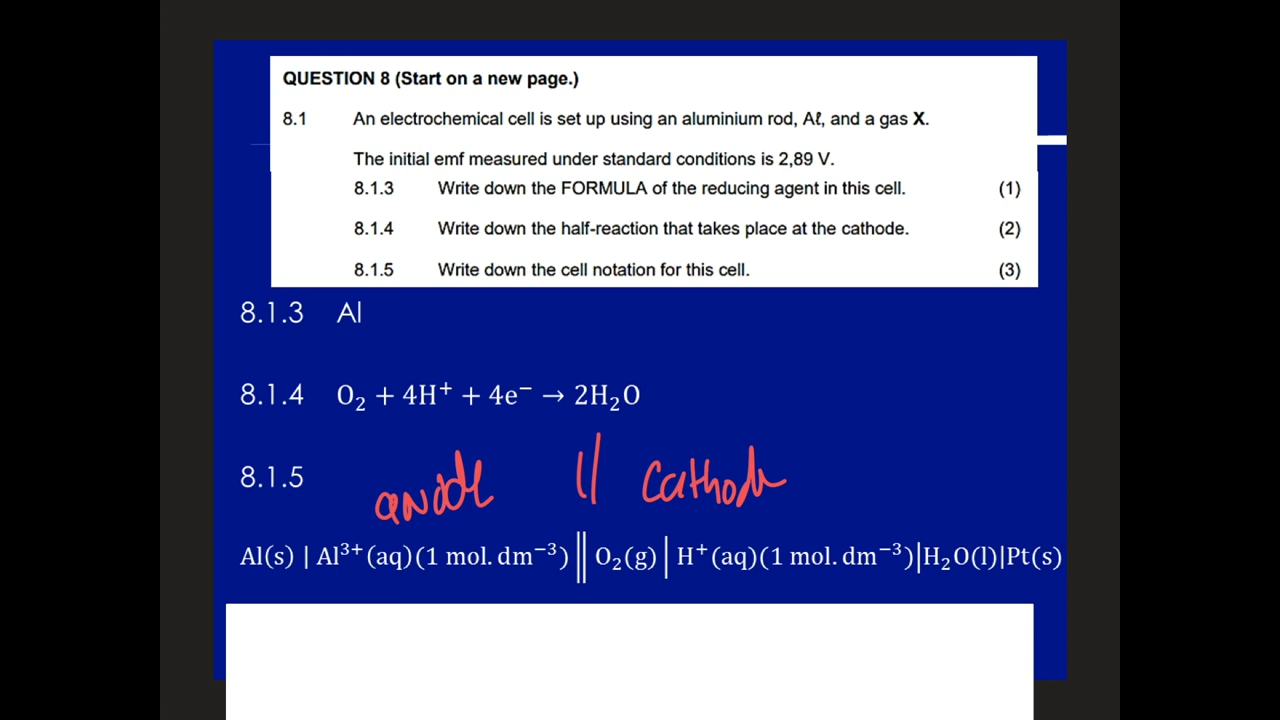 QUESTION 8 (Start on a new page.)
8.1 An electrochemical cell is set up using an aluminium rod, Aℓ, and a gas X.
The initial emf measured under standard conditions is 2,89 V.
8.1.3 Write down the FORMULA of the reducing agent in this cell. (1)
8.1.4 Write down the half-reaction that takes place at the cathode. (2)
8.1.5 Write down the cell notation for this cell. (3)
8.1.3 Al
8.1.4 O₂ + 4H⁺ + 4e⁻ → 2H₂O
8.1.5 anode || cathode
Al(s) | Al³⁺(aq)(1 mol. dm⁻³) || O₂(g) | H⁺(aq)(1 mol. dm⁻³)|H₂O(l)|Pt(s)